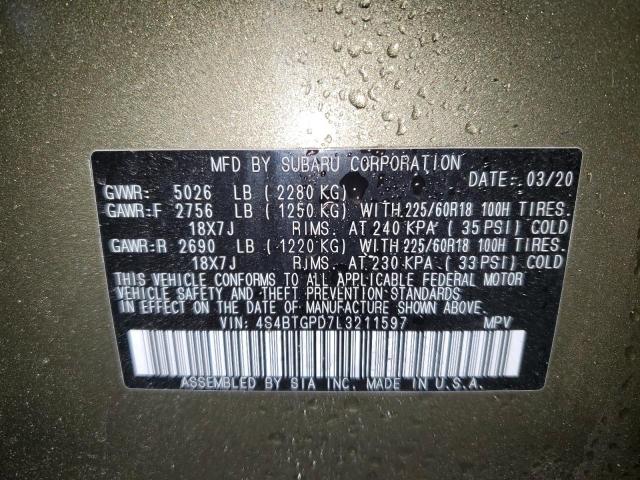 MFD BY SUBARU CORPORATION
DATE: 03/20
GVWR: 5026 LB (2280 KG)
GAWR:F 2756 LB (1250 KG) WITH 225/60R18 100H TIRES.
18X7J RIMS. AT 240 KPA (35 PSI) COLD
GAWR:R 2690 LB (1220 KG) WITH 225/60R18 100H TIRES.
18X7J RIMS. AT 230 KPA (33 PSI) COLD
THIS VEHICLE CONFORMS TO ALL APPLICABLE FEDERAL MOTOR
VEHICLE SAFETY AND THEFT PREVENTION STANDARDS
IN EFFECT ON THE DATE OF MANUFACTURE SHOWN ABOVE.
VIN: 4S4BTGPD7L3211597 MPV
ASSEMBLED BY SIA INC. MADE IN U.S.A.